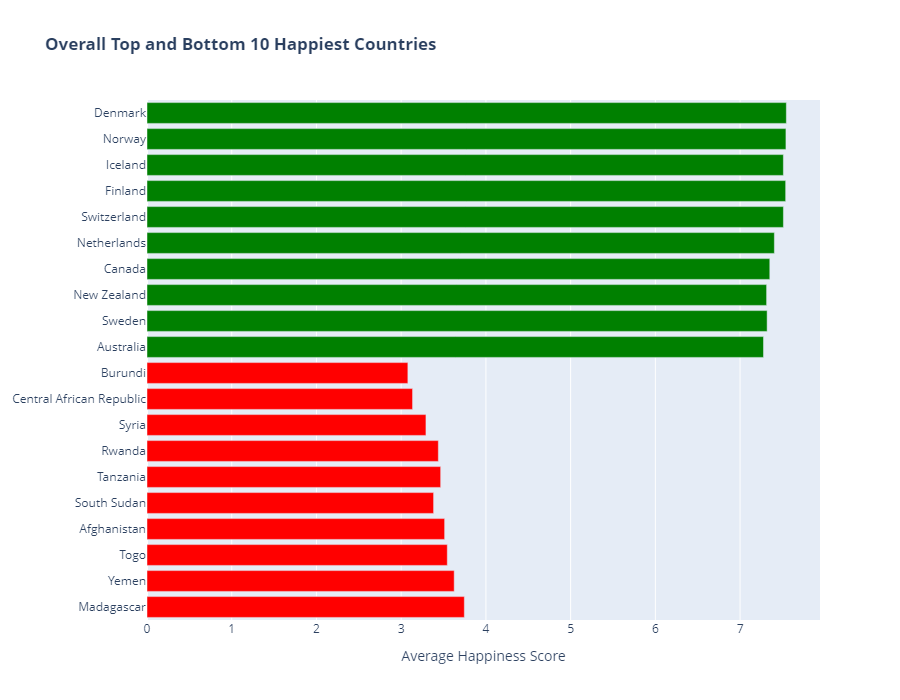 Overall Top and Bottom 10 Happiest Countries
Denmark
Norway
Iceland
Finland
Switzerland
Netherlands
Canada
New Zealand
Sweden
Australia
Burundi
Central African Republic
Syria
Rwanda
Tanzania
South Sudan
Afghanistan
Togo
Yemen
Madagascar
0 1 2 3 4 5 6 7
Average Happiness Score